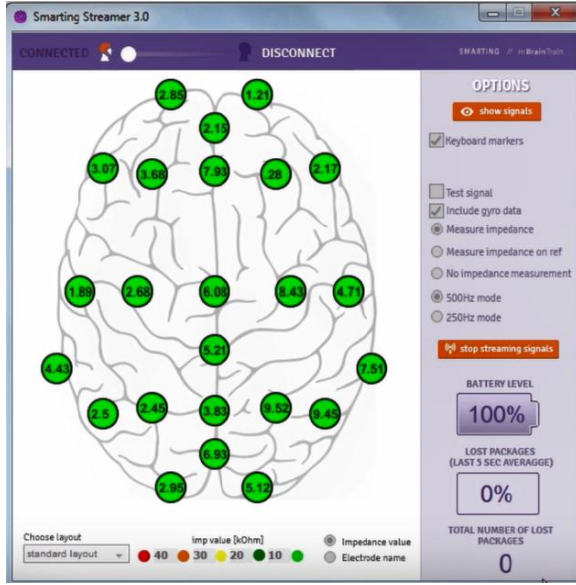 Smarting Streamer 3.0
CONNECTED DISCONNECT SMARTING // mBrainTrain
2.85 1.21
2.15
3.07 3.68 7.93 .28 2.17
1.89 2.68 6.08 8.43 4.71
5.21
4.43 7.51
2.5 2.45 3.83 9.52 9.45
6.93
2.95 5.12
Choose layout
standard layout
imp value [kOhm]
40 30 20 10
Impedance value
Electrode name
OPTIONS
show signals
Keyboard markers
Test signal
Include gyro data
Measure impedance
Measure impedance on ref
No impedance measurement
500Hz mode
250Hz mode
stop streaming signals
BATTERY LEVEL
100%
LOST PACKAGES
(LAST 5 SEC AVERAGGE)
0%
TOTAL NUMBER OF LOST
PACKAGES
0